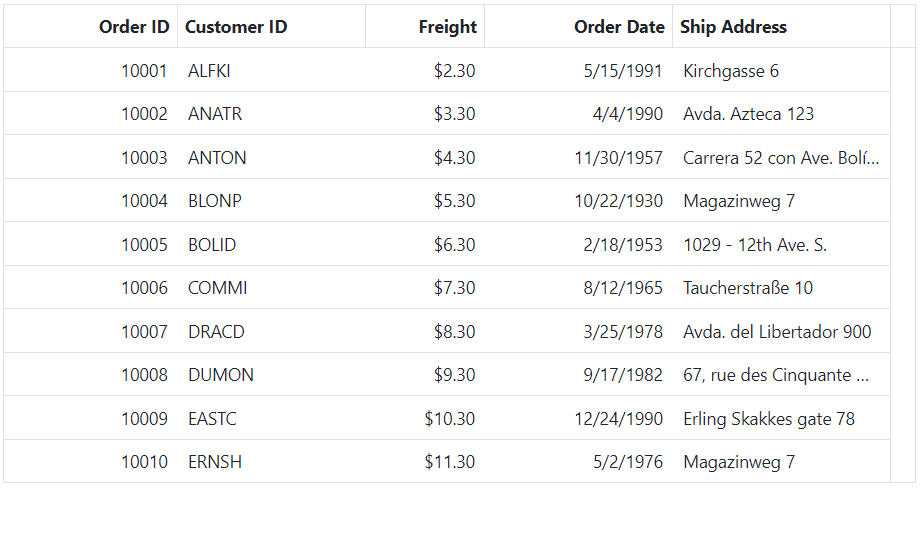 Order ID Customer ID Freight Order Date Ship Address
10001 ALFKI $2.30 5/15/1991 Kirchgasse 6
10002 ANATR $3.30 4/4/1990 Avda. Azteca 123
10003 ANTON $4.30 11/30/1957 Carrera 52 con Ave. Bolí...
10004 BLONP $5.30 10/22/1930 Magazinweg 7
10005 BOLID $6.30 2/18/1953 1029 - 12th Ave. S.
10006 COMMI $7.30 8/12/1965 Taucherstraße 10
10007 DRACD $8.30 3/25/1978 Avda. del Libertador 900
10008 DUMON $9.30 9/17/1982 67, rue des Cinquante ...
10009 EASTC $10.30 12/24/1990 Erling Skakkes gate 78
10010 ERNSH $11.30 5/2/1976 Magazinweg 7